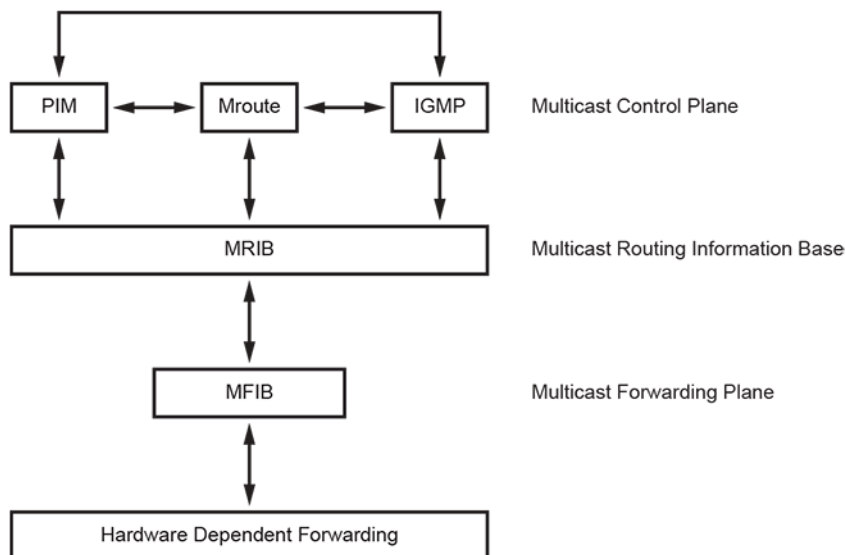 PIM Mroute IGMP Multicast Control Plane
MRIB Multicast Routing Information Base
MFIB Multicast Forwarding Plane
Hardware Dependent Forwarding